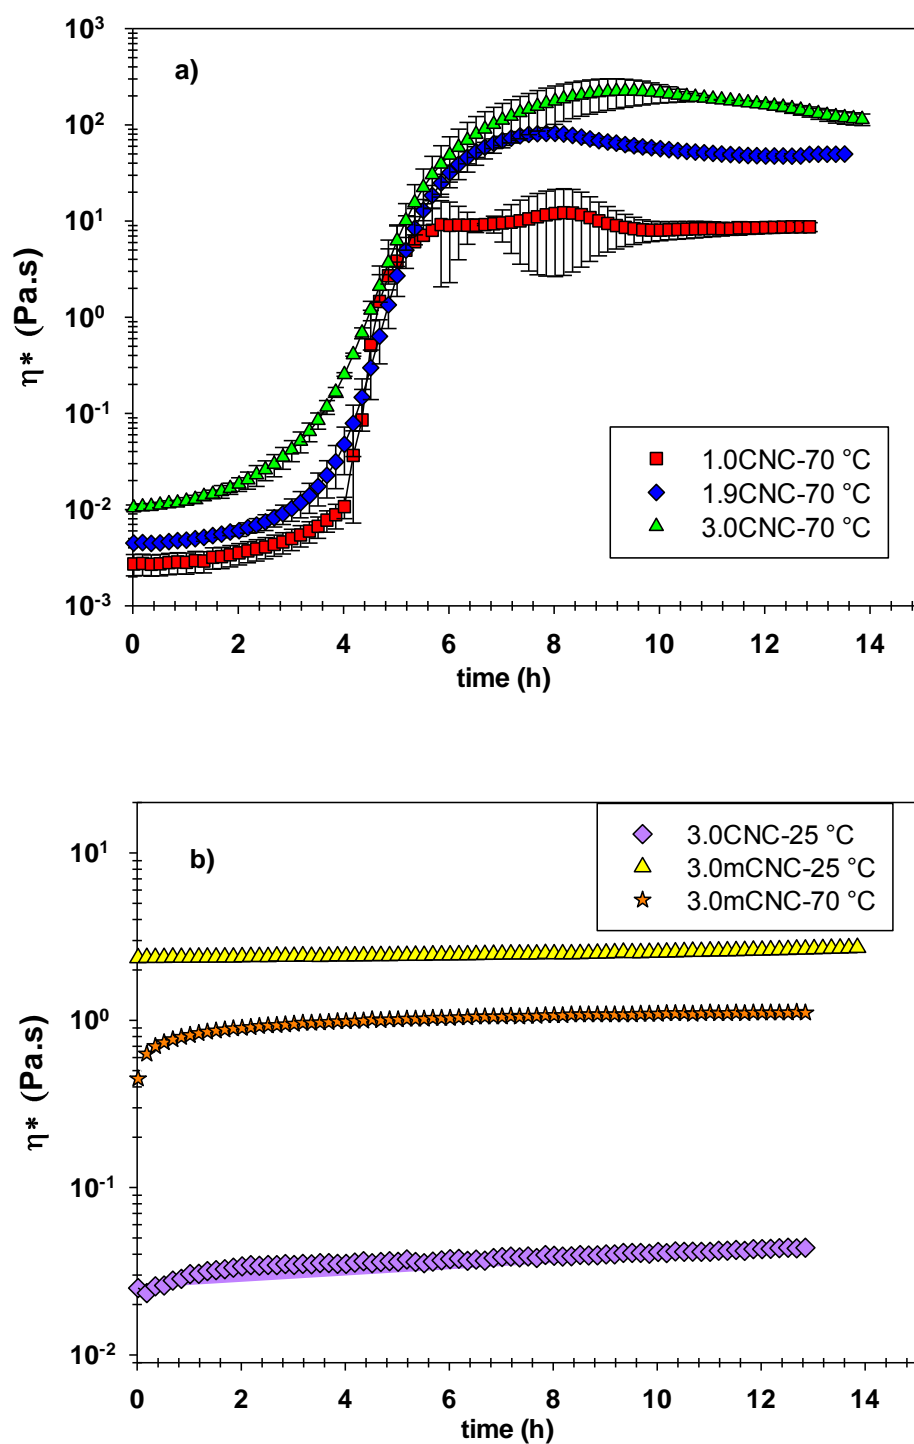 a)
10³
10²
10¹
10⁰
10⁻¹
10⁻²
10⁻³
η* (Pa.s)
1.0CNC-70 °C
1.9CNC-70 °C
3.0CNC-70 °C
0 2 4 6 8 10 12 14
time (h)
b)
3.0CNC-25 °C
3.0mCNC-25 °C
3.0mCNC-70 °C
10¹
10⁰
10⁻¹
10⁻²
η* (Pa.s)
0 2 4 6 8 10 12 14
time (h)